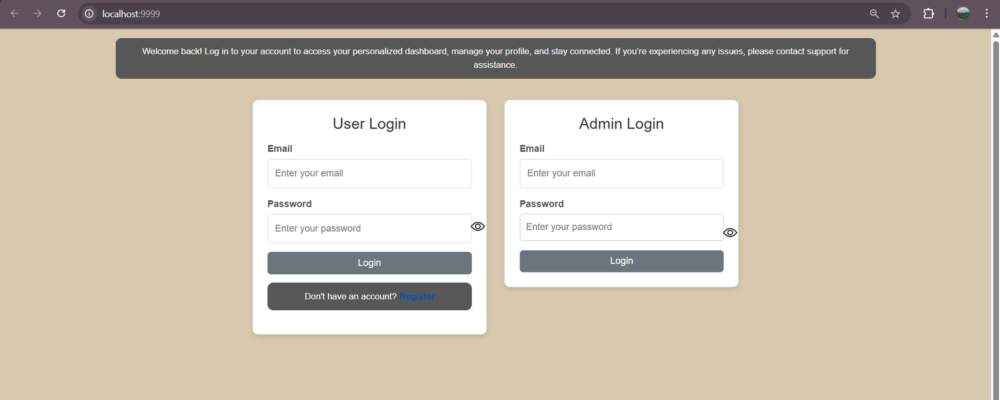 localhost:9999
Welcome back! Log in to your account to access your personalized dashboard, manage your profile, and stay connected. If you’re experiencing any issues, please contact support for
assistance.
User Login
Email
Enter your email
Password
Enter your password
Login
Don't have an account? Register
Admin Login
Email
Enter your email
Password
Enter your password
Login